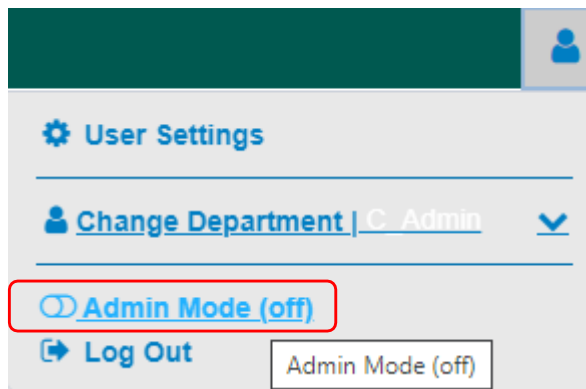 User Settings
Change Department | C_Admin
Admin Mode (off)
Log Out
Admin Mode (off)